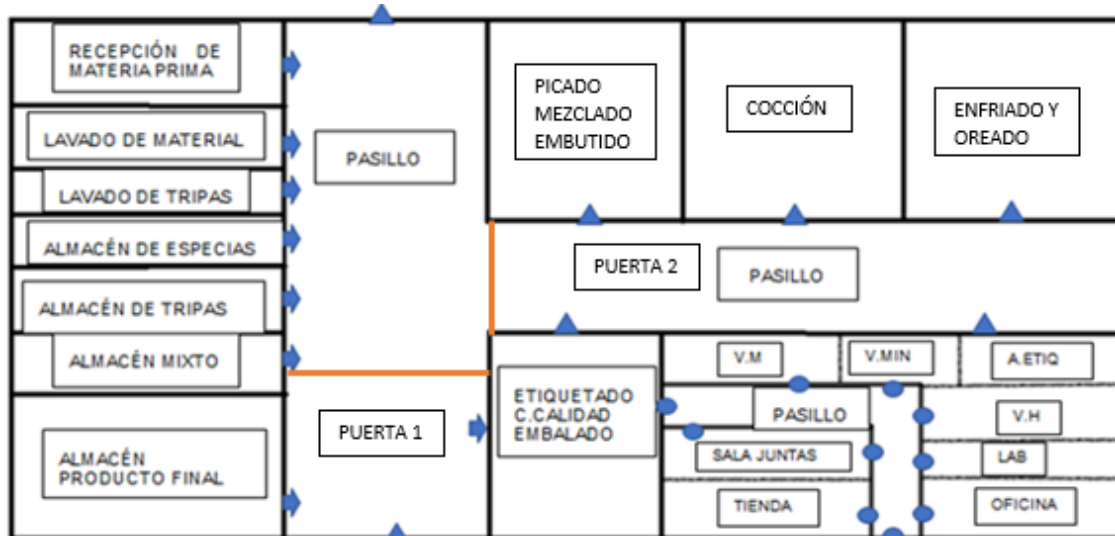 RECEPCIÓN DE
MATERIA PRIMA
LAVADO DE MATERIAL
LAVADO DE TRIPAS
ALMACÉN DE ESPECIAS
ALMACÉN DE TRIPAS
ALMACÉN MIXTO
ALMACÉN
PRODUCTO FINAL
PASILLO
PUERTA 1
PICADO
MEZCLADO
EMBUTIDO
COCCIÓN
ENFRIADO Y
OREADO
PUERTA 2
PASILLO
ETIQUETADO
C.CALIDAD
EMBALADO
V.M
V.MIN
A.ETIQ
PASILLO
V.H
SALA JUNTAS
LAB
TIENDA
OFICINA